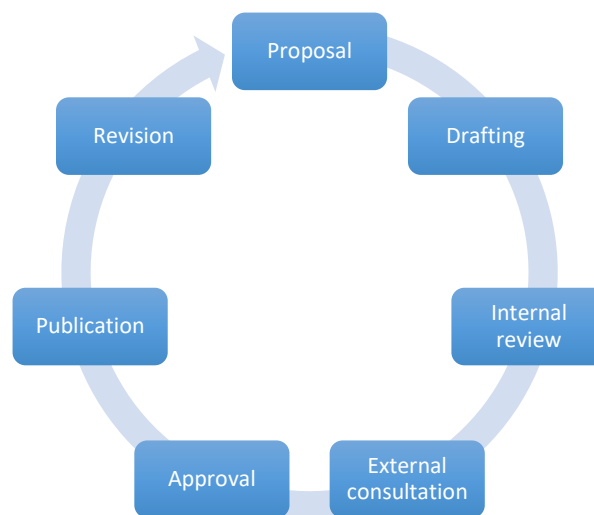 Proposal
Drafting
Internal
review
External
consultation
Approval
Publication
Revision